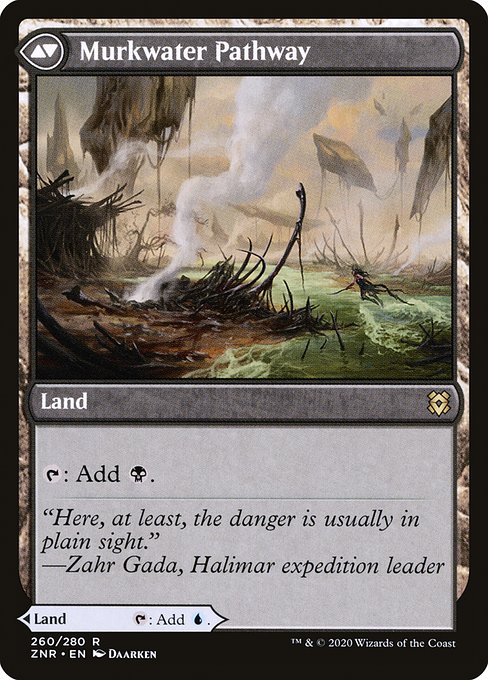 Murkwater Pathway
Land
: Add .
“Here, at least, the danger is usually in
plain sight.”
—Zahr Gada, Halimar expedition leader
Land : Add .
260/280 R
ZNR • EN Daarken
™ & © 2020 Wizards of the Coast